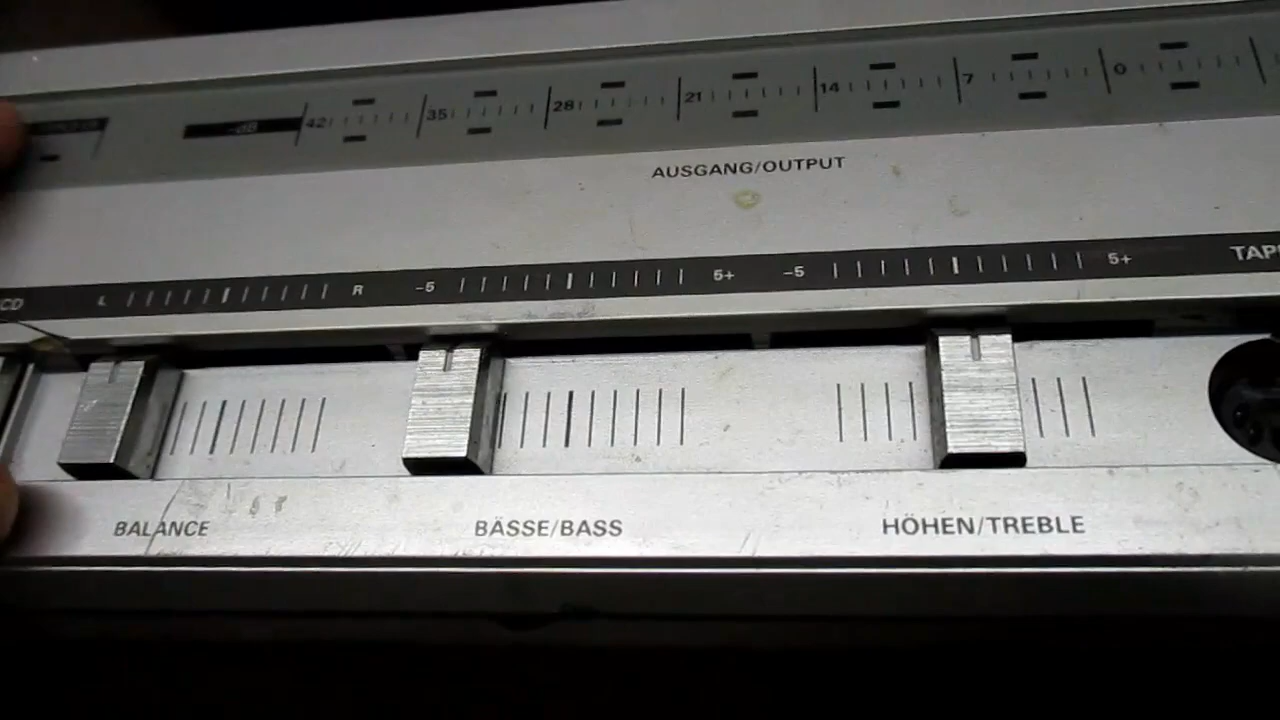 -dB 42 35 28 21 14 7 0
AUSGANG/OUTPUT
CD L R -5 5+ -5 5+ TAP
BALANCE BÄSSE/BASS HÖHEN/TREBLE